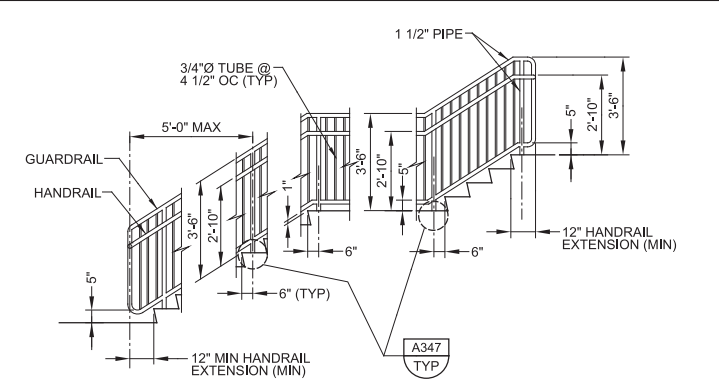 1 1/2" PIPE
3/4"Ø TUBE @
4 1/2" OC (TYP)
5'-0" MAX
GUARDRAIL
HANDRAIL
5"
3'-6"
2'-10"
1"
6" (TYP)
6"
3'-6"
2'-10"
5"
6"
5"
2'-10"
3'-6"
12" HANDRAIL
EXTENSION (MIN)
12" MIN HANDRAIL
EXTENSION (MIN)
A347
TYP